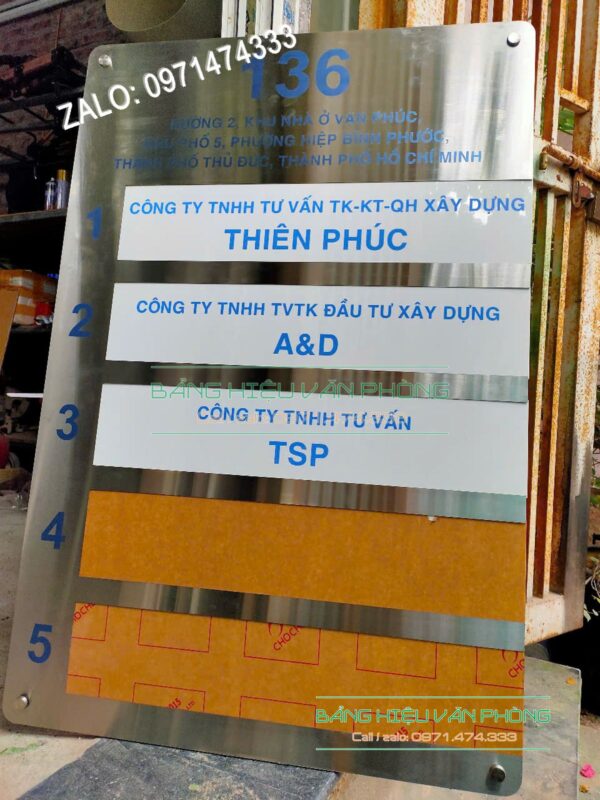 ZALO: 0971474333
136
ĐƯỜNG 2, KHU NHÀ Ở VẠN PHÚC,
KHU PHỐ 5, PHƯỜNG HIỆP BÌNH PHƯỚC,
THÀNH PHỐ THỦ ĐỨC, THÀNH PHỐ HỒ CHÍ MINH
1
CÔNG TY TNHH TƯ VẤN TK-KT-QH XÂY DỰNG
THIÊN PHÚC
2
CÔNG TY TNHH TVTK ĐẦU TƯ XÂY DỰNG
A&D
BẢNG HIỆU VĂN PHÒNG
3
CÔNG TY TNHH TƯ VẤN
TSP
4
5
BẢNG HIỆU VĂN PHÒNG
Call / zalo: 0971.474.333